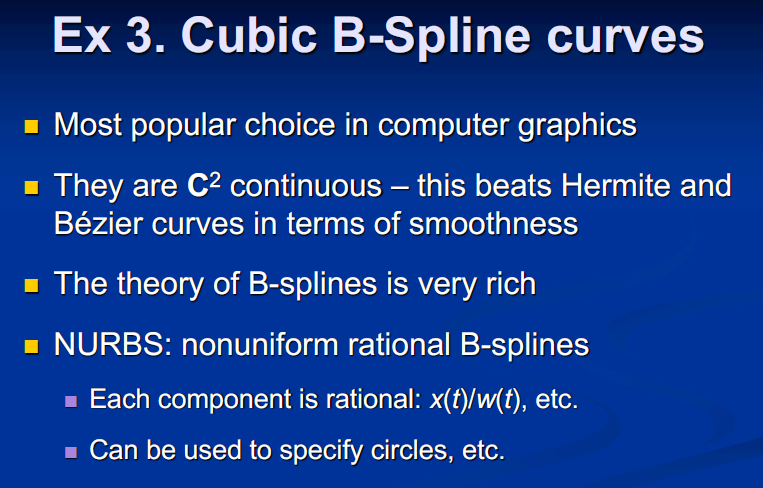 Ex 3. Cubic B-Spline curves
Most popular choice in computer graphics
They are C² continuous – this beats Hermite and
Bézier curves in terms of smoothness
The theory of B-splines is very rich
NURBS: nonuniform rational B-splines
Each component is rational: x(t)/w(t), etc.
Can be used to specify circles, etc.